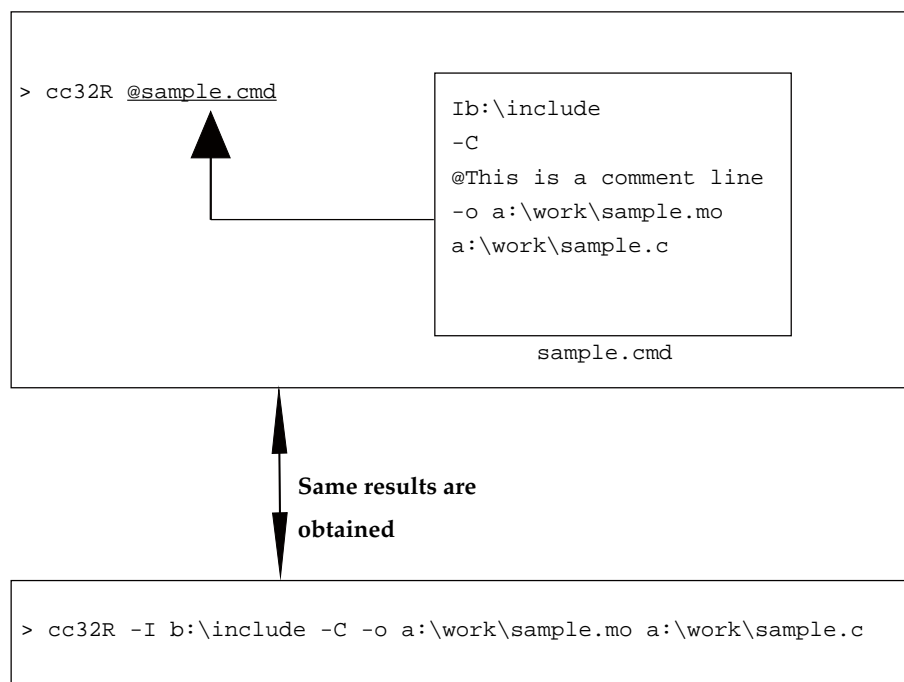 > cc32R @sample.cmd
Ib:\include
-C
@This is a comment line
-o a:\work\sample.mo
a:\work\sample.c
sample.cmd
Same results are
obtained
> cc32R -I b:\include -C -o a:\work\sample.mo a:\work\sample.c